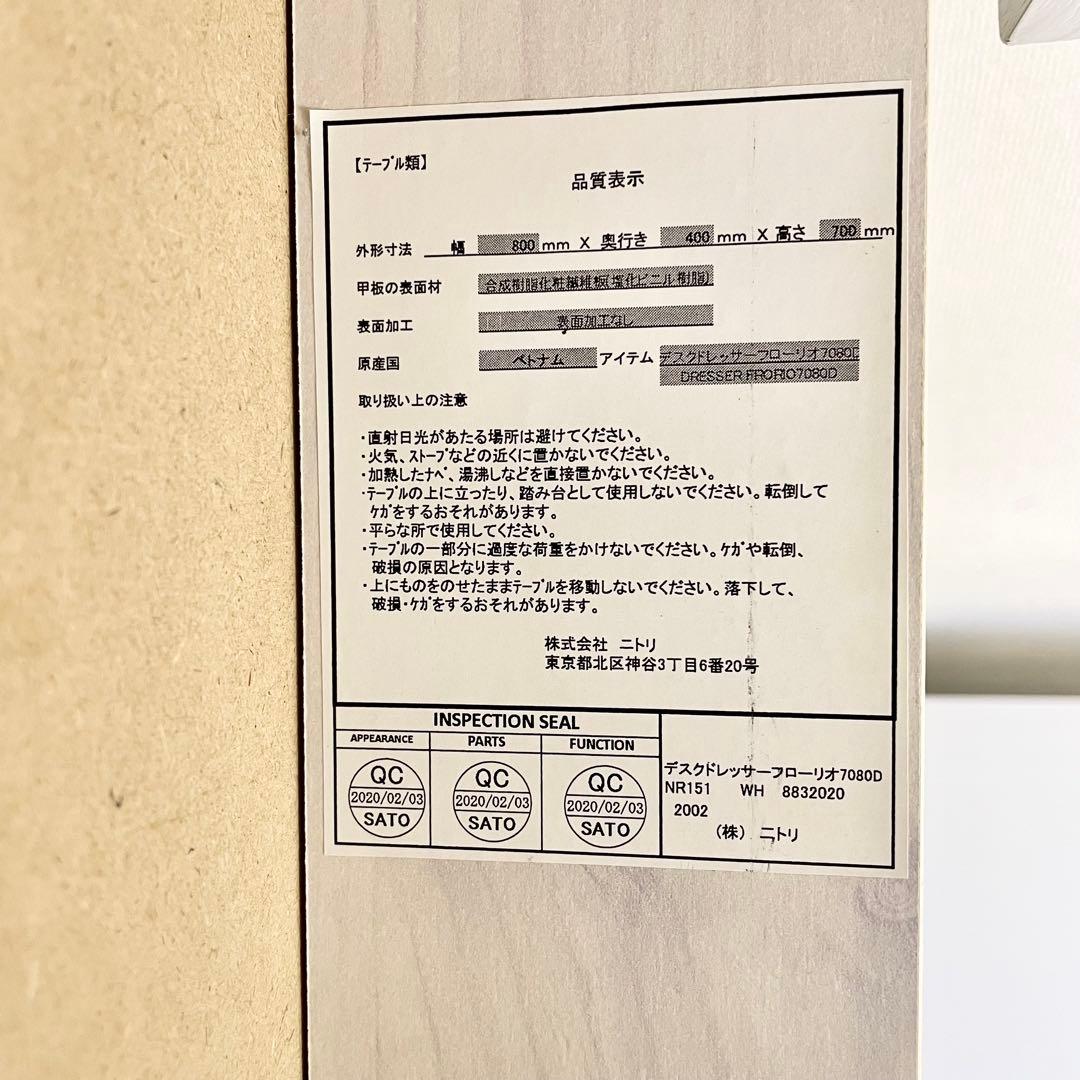 【ﾃｰﾌﾞﾙ類】
品質表示
外形寸法 幅 800 mm X 奥行き 400 mm X 高さ 700 mm
甲板の表面材 合成樹脂化粧繊維板(塩化ビニル樹脂)
表面加工 表面加工なし
原産国 ベトナム アイテム デスクドレッサーフローリオ7080D
DRESSER FRORIO7080D
取り扱い上の注意
・直射日光があたる場所は避けてください。
・火気、ｽﾄｰﾌﾞなどの近くに置かないでください。
・加熱したﾅﾍﾞ、湯沸しなどを直接置かないでください。
・ﾃｰﾌﾞﾙの上に立ったり、踏み台として使用しないでください。転倒して
ｹｶﾞをするおそれがあります。
・平らな所で使用してください。
・ﾃｰﾌﾞﾙの一部分に過度な荷重をかけないでください。ｹｶﾞや転倒、
破損の原因となります。
・上にものをのせたままﾃｰﾌﾞﾙを移動しないでください。落下して、
破損・ｹｶﾞをするおそれがあります。
株式会社 ニトリ
東京都北区神谷3丁目6番20号
INSPECTION SEAL
APPEARANCE PARTS FUNCTION
QC QC QC
2020/02/03 2020/02/03 2020/02/03
SATO SATO SATO
デスクドレッサーフローリオ7080D
NR151 WH 8832020
2002
(株) ニトリ